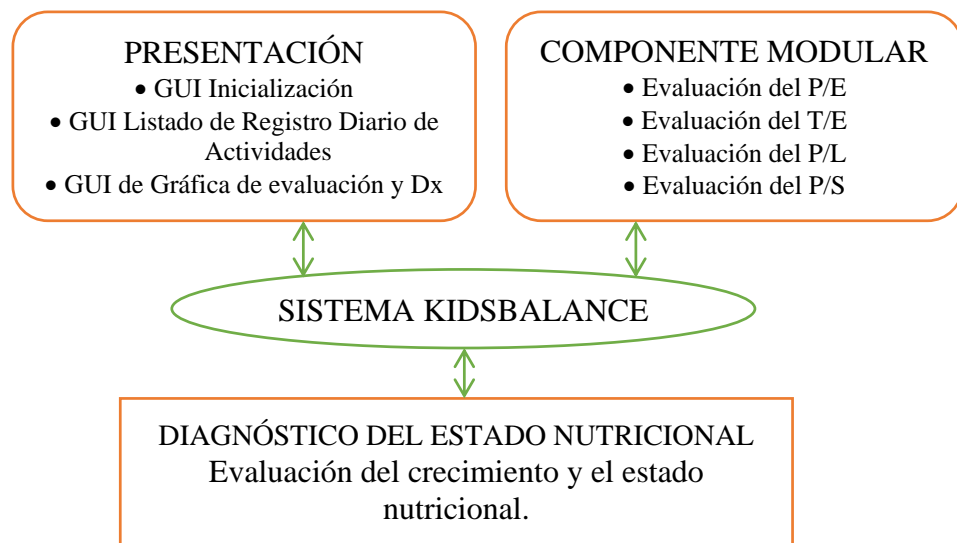 PRESENTACIÓN
• GUI Inicialización
• GUI Listado de Registro Diario de
Actividades
• GUI de Gráfica de evaluación y Dx
COMPONENTE MODULAR
• Evaluación del P/E
• Evaluación del T/E
• Evaluación del P/L
• Evaluación del P/S
SISTEMA KIDSBALANCE
DIAGNÓSTICO DEL ESTADO NUTRICIONAL
Evaluación del crecimiento y el estado
nutricional.